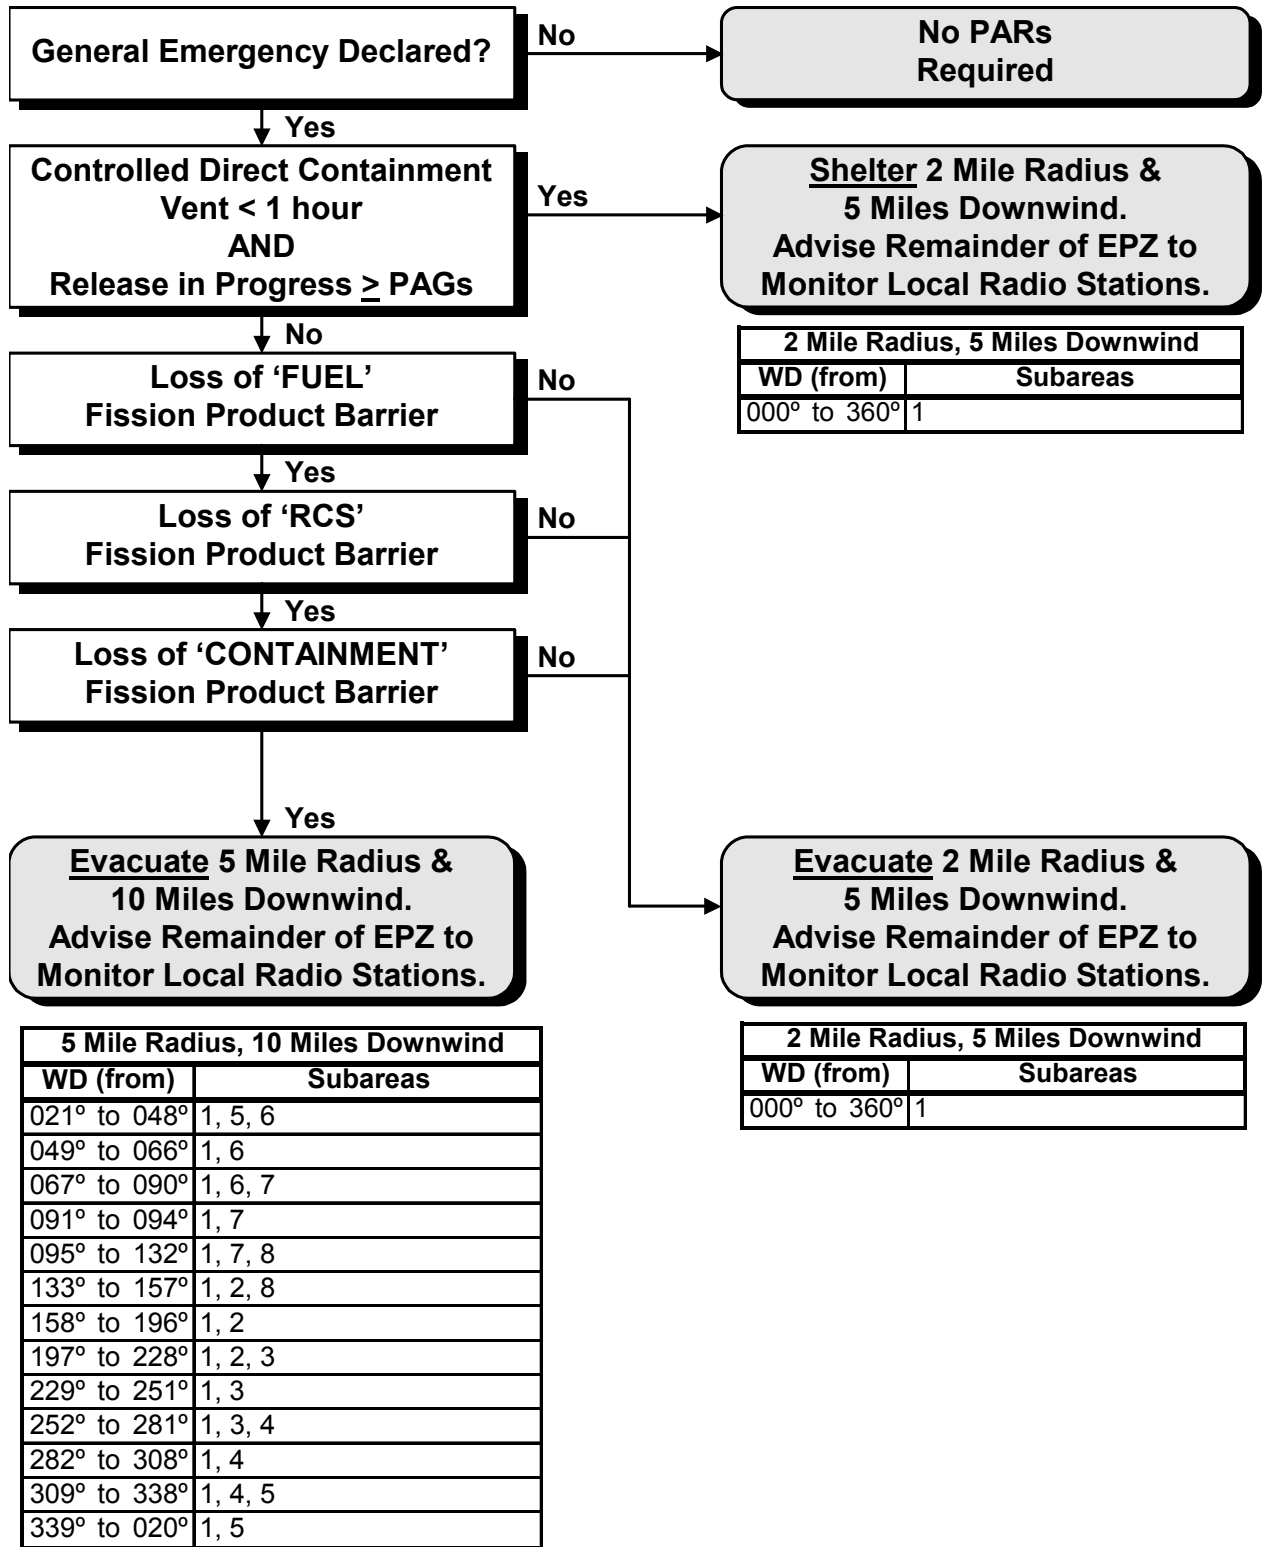 General Emergency Declared?
No
No PARs
Required
Yes
Controlled Direct Containment
Vent < 1 hour
AND
Release in Progress > PAGs
Yes
Shelter 2 Mile Radius &
5 Miles Downwind.
Advise Remainder of EPZ to
Monitor Local Radio Stations.
No
2 Mile Radius, 5 Miles Downwind
WD (from) Subareas
000º to 360º 1
Loss of ‘FUEL’
Fission Product Barrier
No
Yes
Loss of ‘RCS’
Fission Product Barrier
No
Yes
Loss of ‘CONTAINMENT’
Fission Product Barrier
No
Yes
Evacuate 5 Mile Radius &
10 Miles Downwind.
Advise Remainder of EPZ to
Monitor Local Radio Stations.
Evacuate 2 Mile Radius &
5 Miles Downwind.
Advise Remainder of EPZ to
Monitor Local Radio Stations.
5 Mile Radius, 10 Miles Downwind
WD (from) Subareas
021º to 048º 1, 5, 6
049º to 066º 1, 6
067º to 090º 1, 6, 7
091º to 094º 1, 7
095º to 132º 1, 7, 8
133º to 157º 1, 2, 8
158º to 196º 1, 2
197º to 228º 1, 2, 3
229º to 251º 1, 3
252º to 281º 1, 3, 4
282º to 308º 1, 4
309º to 338º 1, 4, 5
339º to 020º 1, 5
2 Mile Radius, 5 Miles Downwind
WD (from) Subareas
000º to 360º 1